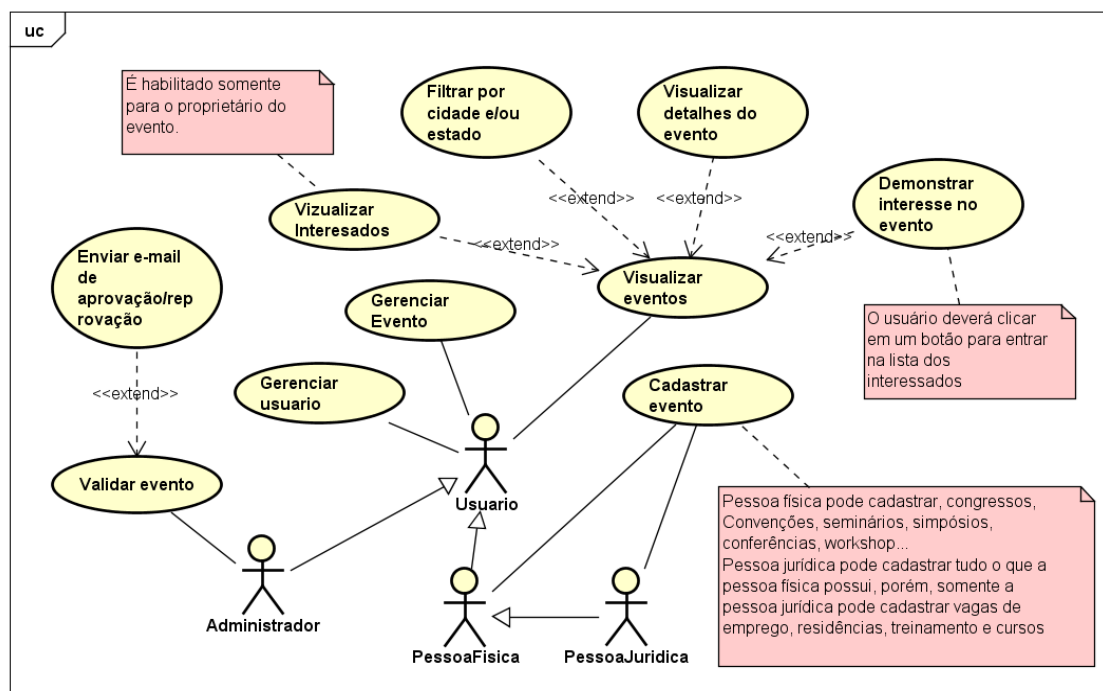 uc
É habilitado somente
para o proprietário do
evento.
Filtrar por
cidade e/ou
estado
Visualizar
detalhes do
evento
Demonstrar
interesse no
evento
<<extend>>
<<extend>>
<<extend>>
<<extend>>
Vizualizar
Interesados
Visualizar
eventos
Enviar e-mail
de
aprovação/rep
rovação
<<extend>>
Gerenciar
Evento
Gerenciar
usuario
O usuário deverá clicar
em um botão para entrar
na lista dos
interessados
Cadastrar
evento
Validar evento
Usuario
Administrador
PessoaFisica
PessoaJuridica
Pessoa física pode cadastrar, congressos,
Convenções, seminários, simpósios,
conferências, workshop...
Pessoa jurídica pode cadastrar tudo o que a
pessoa física possui, porém, somente a
pessoa jurídica pode cadastrar vagas de
emprego, residências, treinamento e cursos